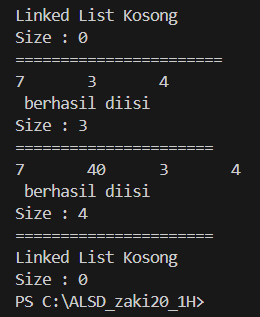 Linked List Kosong
Size : 0
=======================
7 3 4
berhasil diisi
Size : 3
======================
7 40 3 4
berhasil diisi
Size : 4
======================
Linked List Kosong
Size : 0
PS C:\ALSD_zaki20_1H>